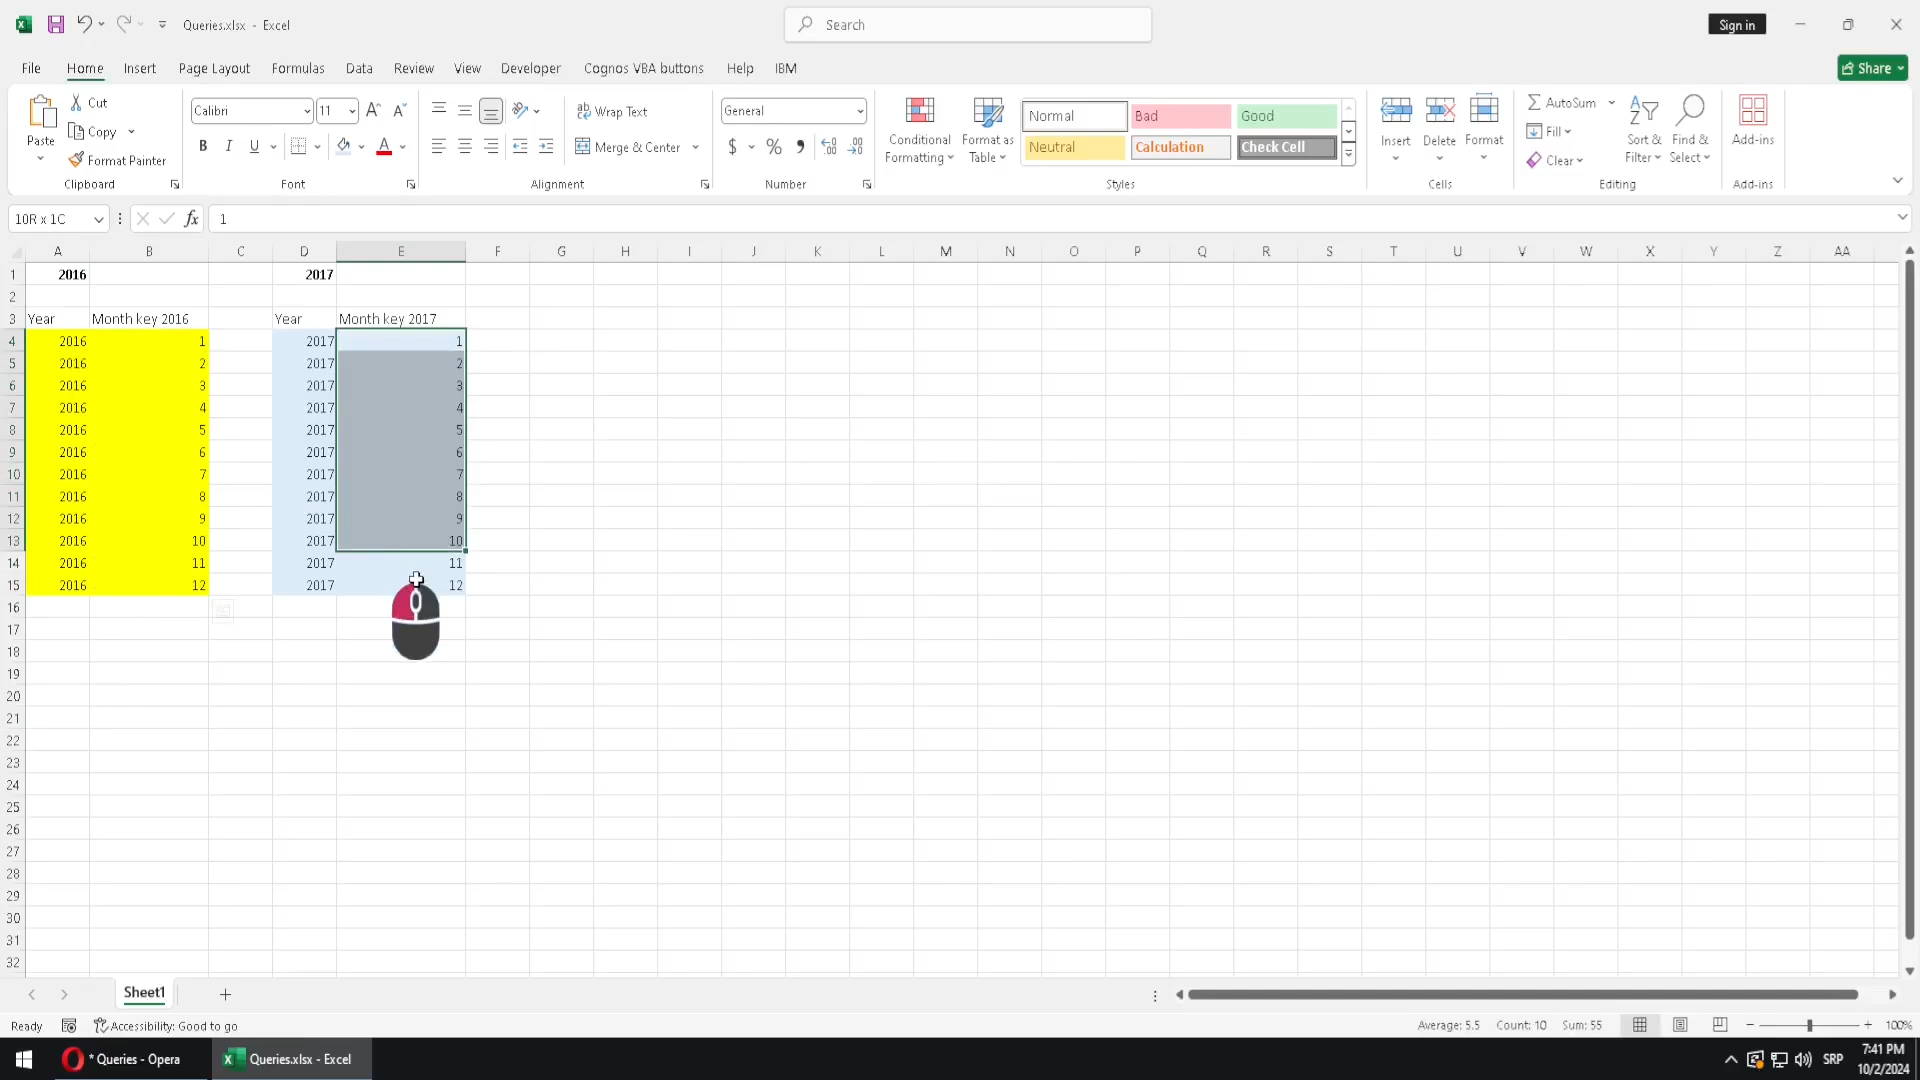 Queries.xlsx - Excel
Search
Sign in
File Home Insert Page Layout Formulas Data Review View Developer Cognos VBA buttons Help IBM
Share
Paste
Cut
Copy
Format Painter
Clipboard
Calibri 11
B I U
Font
Wrap Text
Merge & Center
Alignment
General
$ % ,
Number
Conditional Formatting
Format as Table
Normal Bad Good
Neutral Calculation Check Cell
Styles
Insert Delete Format
Cells
AutoSum
Fill
Clear
Sort & Filter
Find & Select
Editing
Add-ins
Add-ins
10R x 1C fx 1
A B C D E F G H I J K L M N O P Q R S T U V W X Y Z AA
1 2016 2017
2
3 Year Month key 2016 Year Month key 2017
4 2016 1 2017 1
5 2016 2 2017 2
6 2016 3 2017 3
7 2016 4 2017 4
8 2016 5 2017 5
9 2016 6 2017 6
10 2016 7 2017 7
11 2016 8 2017 8
12 2016 9 2017 9
13 2016 10 2017 10
14 2016 11 2017 11
15 2016 12 2017 12
16
17
18
19
20
21
22
23
24
25
26
27
28
29
30
31
32
Sheet1
Ready Accessibility: Good to go Average: 5.5 Count: 10 Sum: 55 100%
* Queries - Opera Queries.xlsx - Excel SRP 7:41 PM
10/2/2024